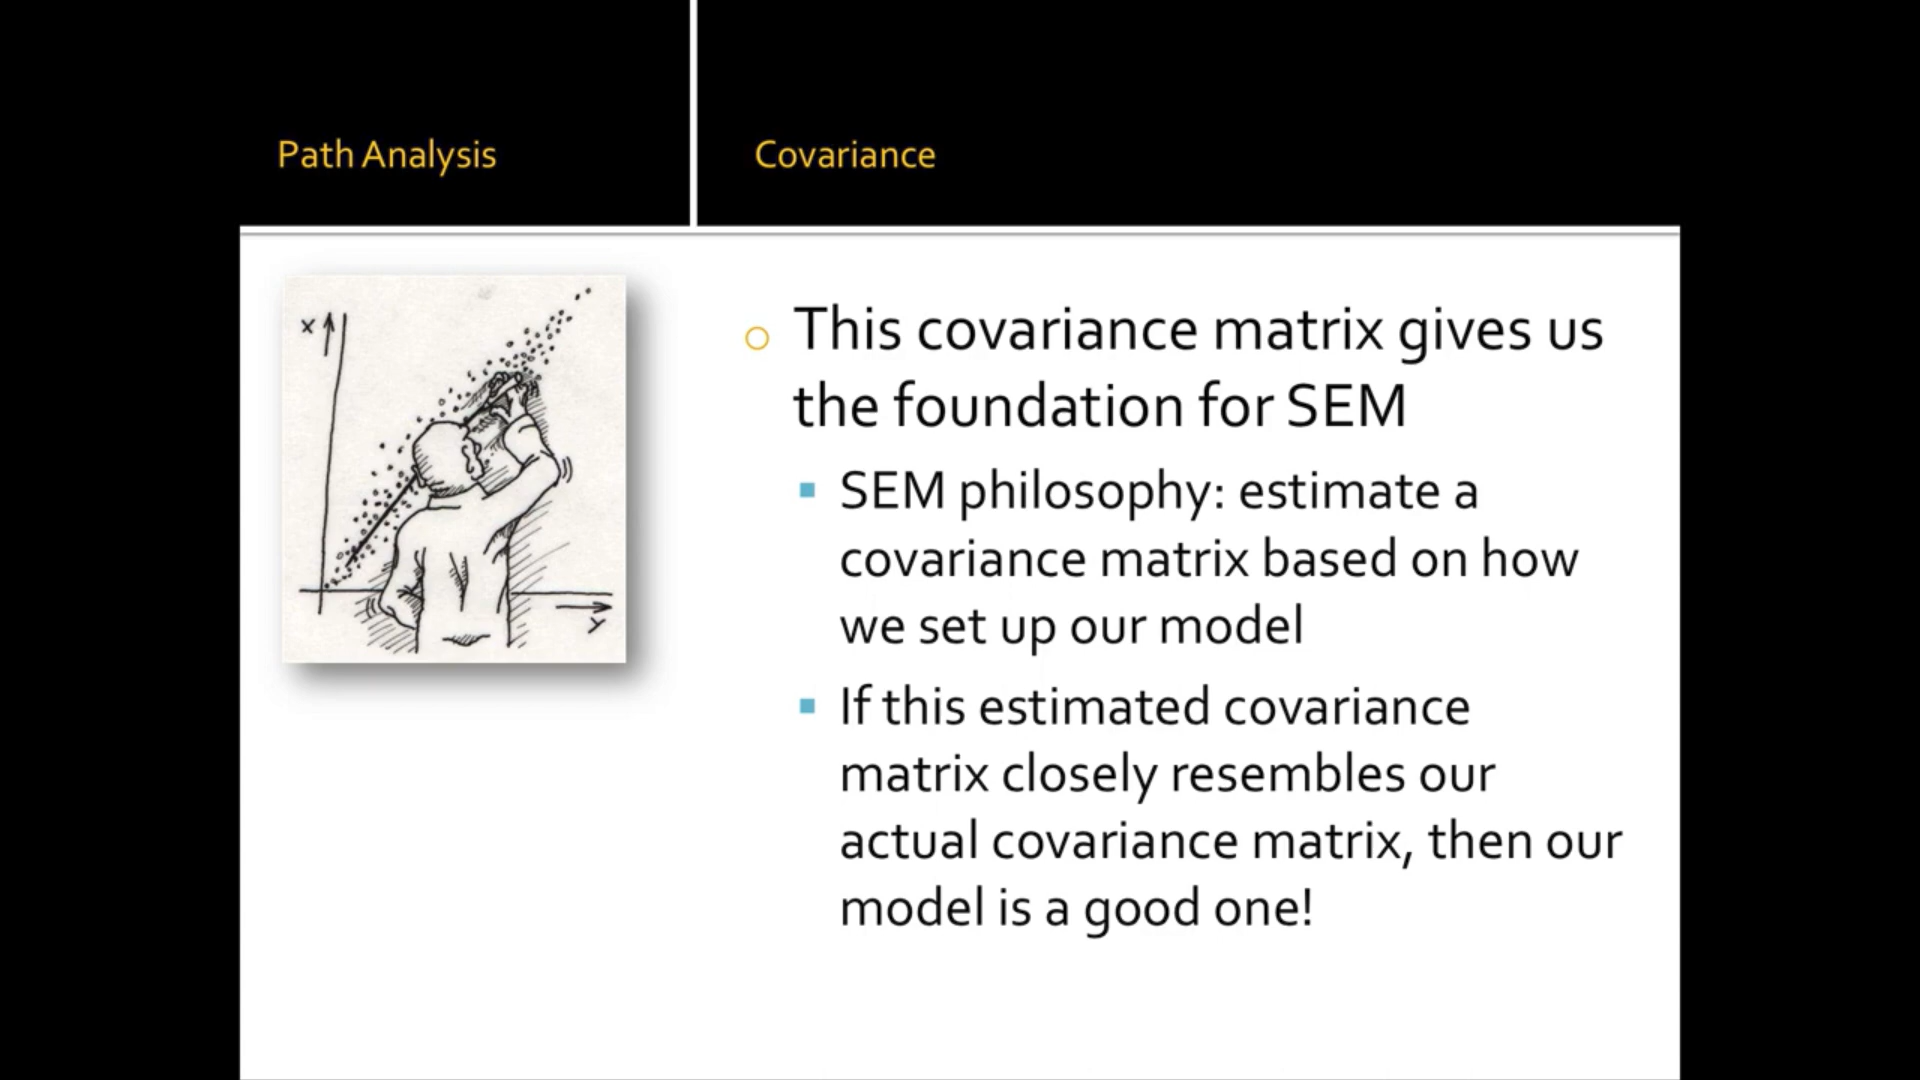 Path Analysis
Covariance
x
y
This covariance matrix gives us
the foundation for SEM
SEM philosophy: estimate a
covariance matrix based on how
we set up our model
If this estimated covariance
matrix closely resembles our
actual covariance matrix, then our
model is a good one!